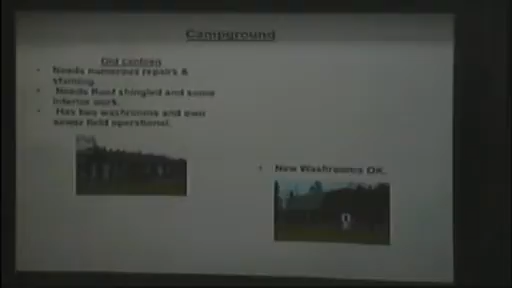 Campground
Old canteen
• Needs numerous repairs &
staining.
• Needs Roof shingled and some
interior work.
• Has two washrooms and own
sewer field operational.
• New Washrooms OK.